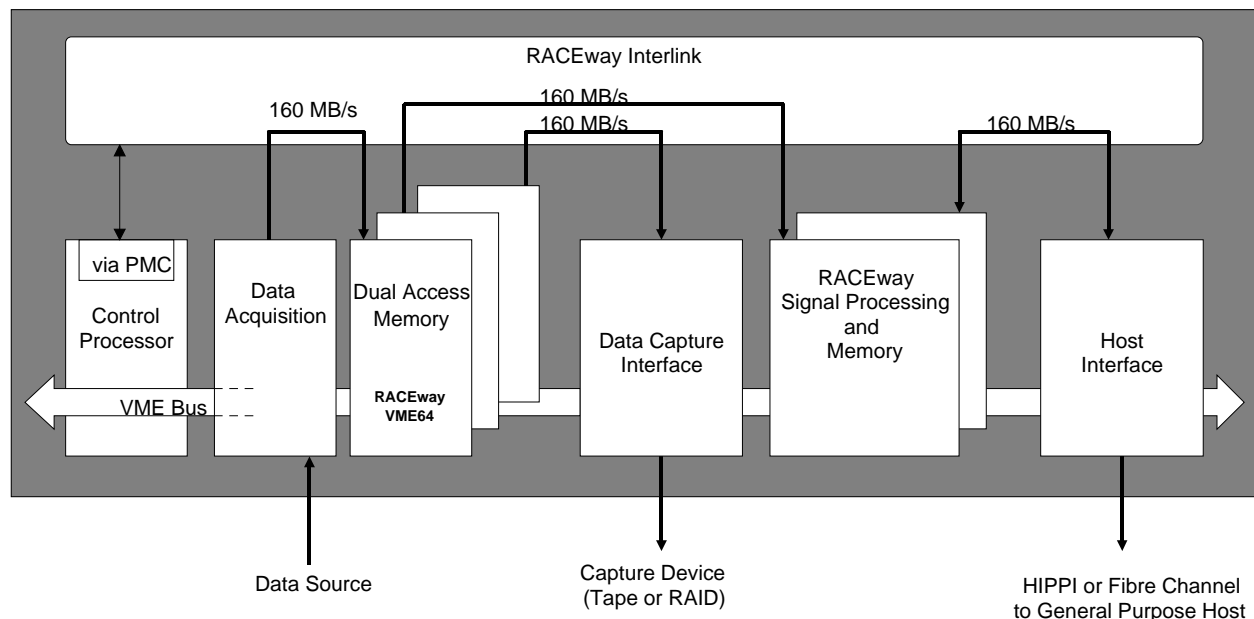 RACEway Interlink
160 MB/s
160 MB/s
160 MB/s
160 MB/s
via PMC
Control
Processor
Data
Acquisition
Dual Access
Memory
RACEway
VME64
Data Capture
Interface
RACEway
Signal Processing
and
Memory
Host
Interface
VME Bus
Data Source
Capture Device
(Tape or RAID)
HIPPI or Fibre Channel
to General Purpose Host